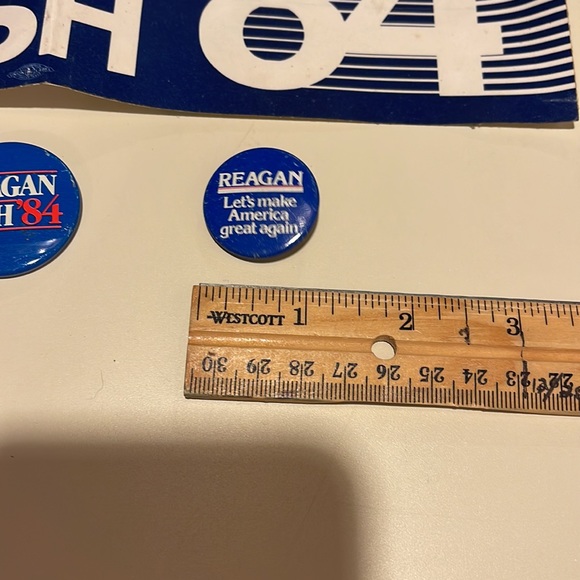 SH 84
AGAN
H '84
REAGAN
Let's make
America
great again
WESTCOTT 1 2 3
30 29 28 27 26 25 24 23 22